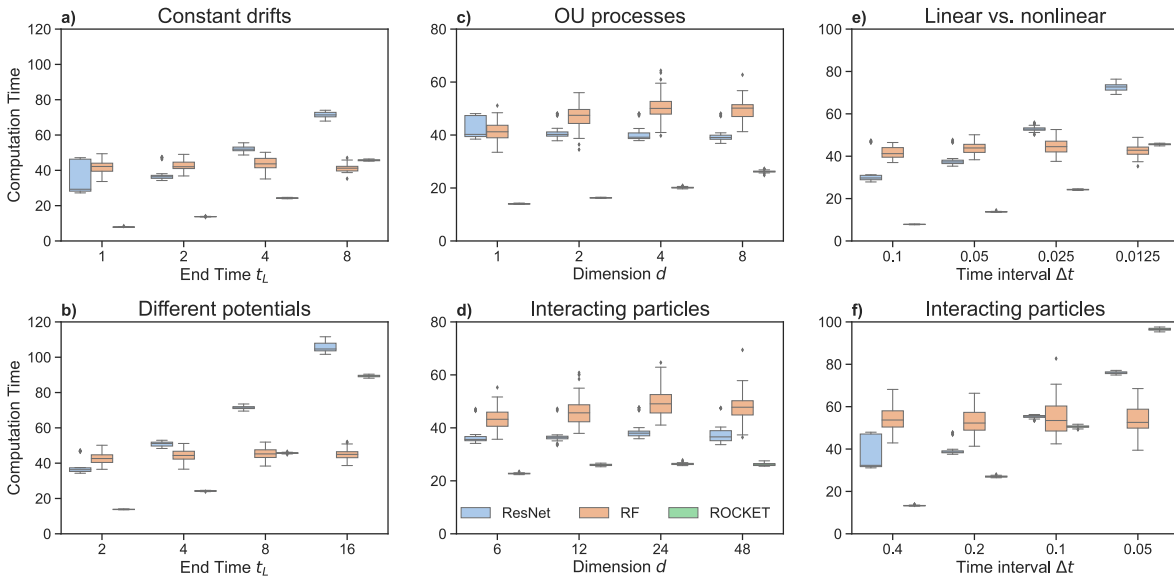 a) Constant drifts
120
100
80
60
40
20
0
Computation Time
1 2 4 8
End Time t_L
c) OU processes
80
60
40
20
0
1 2 4 8
Dimension d
e) Linear vs. nonlinear
100
80
60
40
20
0
0.1 0.05 0.025 0.0125
Time interval Δt
b) Different potentials
120
100
80
60
40
20
0
Computation Time
2 4 8 16
End Time t_L
d) Interacting particles
80
60
40
20
0
ResNet RF ROCKET
6 12 24 48
Dimension d
f) Interacting particles
100
80
60
40
20
0
0.4 0.2 0.1 0.05
Time interval Δt